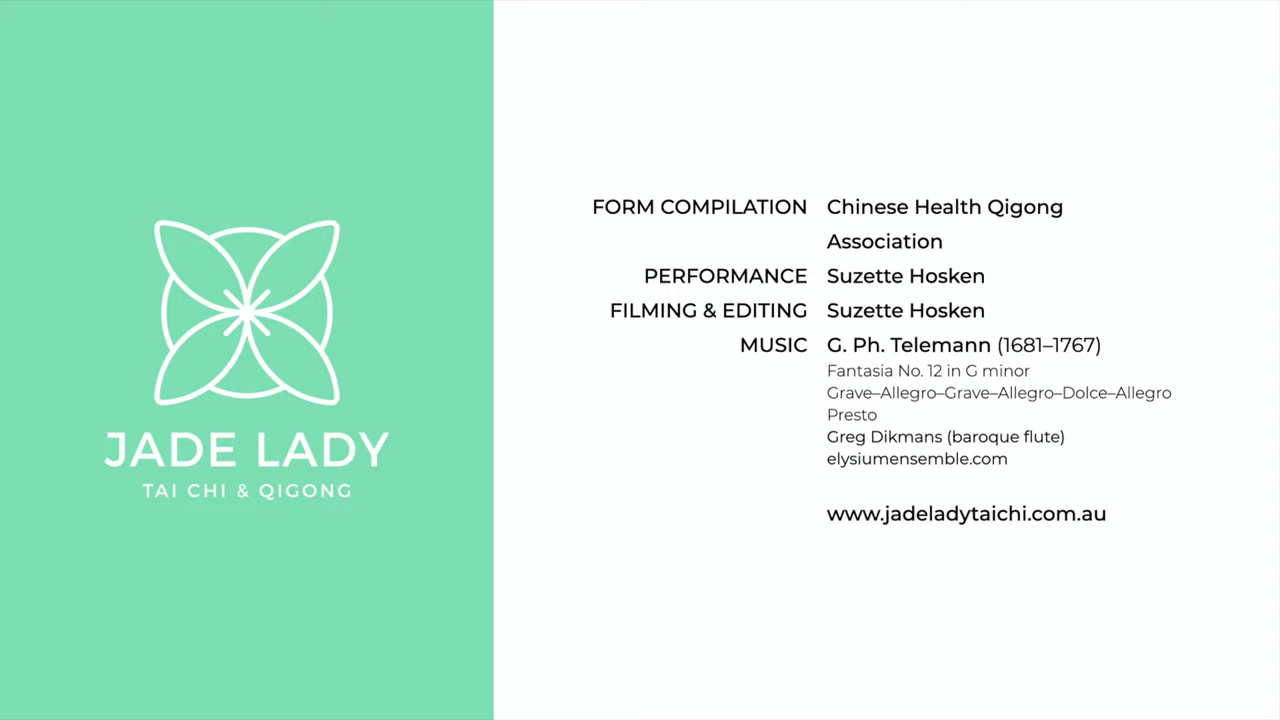 JADE LADY
TAI CHI & QIGONG
FORM COMPILATION Chinese Health Qigong
Association
PERFORMANCE Suzette Hosken
FILMING & EDITING Suzette Hosken
MUSIC G. Ph. Telemann (1681–1767)
Fantasia No. 12 in G minor
Grave–Allegro–Grave–Allegro–Dolce–Allegro
Presto
Greg Dikmans (baroque flute)
elysiumensemble.com
www.jadeladytaichi.com.au